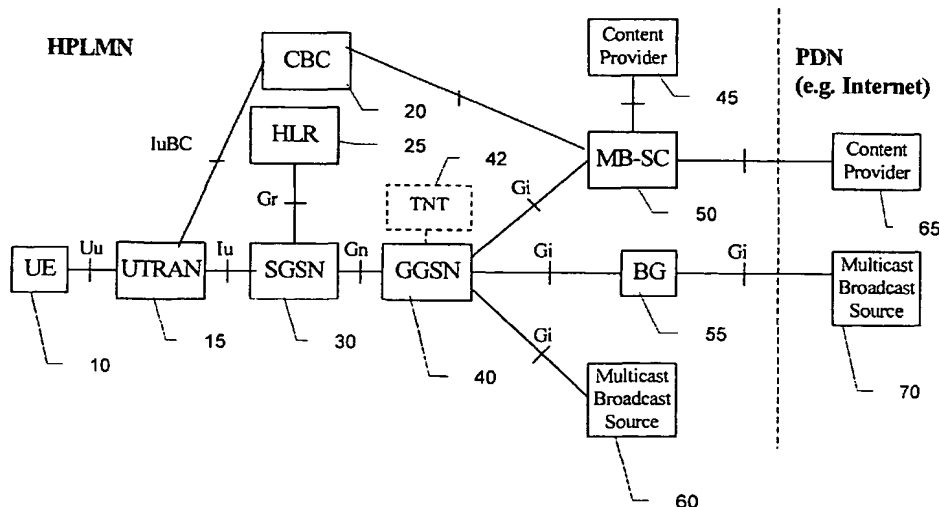 HPLMN
CBC
20
Content
Provider
45
PDN
(e.g. Internet)
IuBC
HLR
25
42
TNT
Gi
MB-SC
50
Content
Provider
65
Gr
UE
10
Uu
UTRAN
15
Iu
SGSN
30
Gn
GGSN
40
Gi
BG
55
Gi
Multicast
Broadcast
Source
70
Gi
Multicast
Broadcast
Source
60